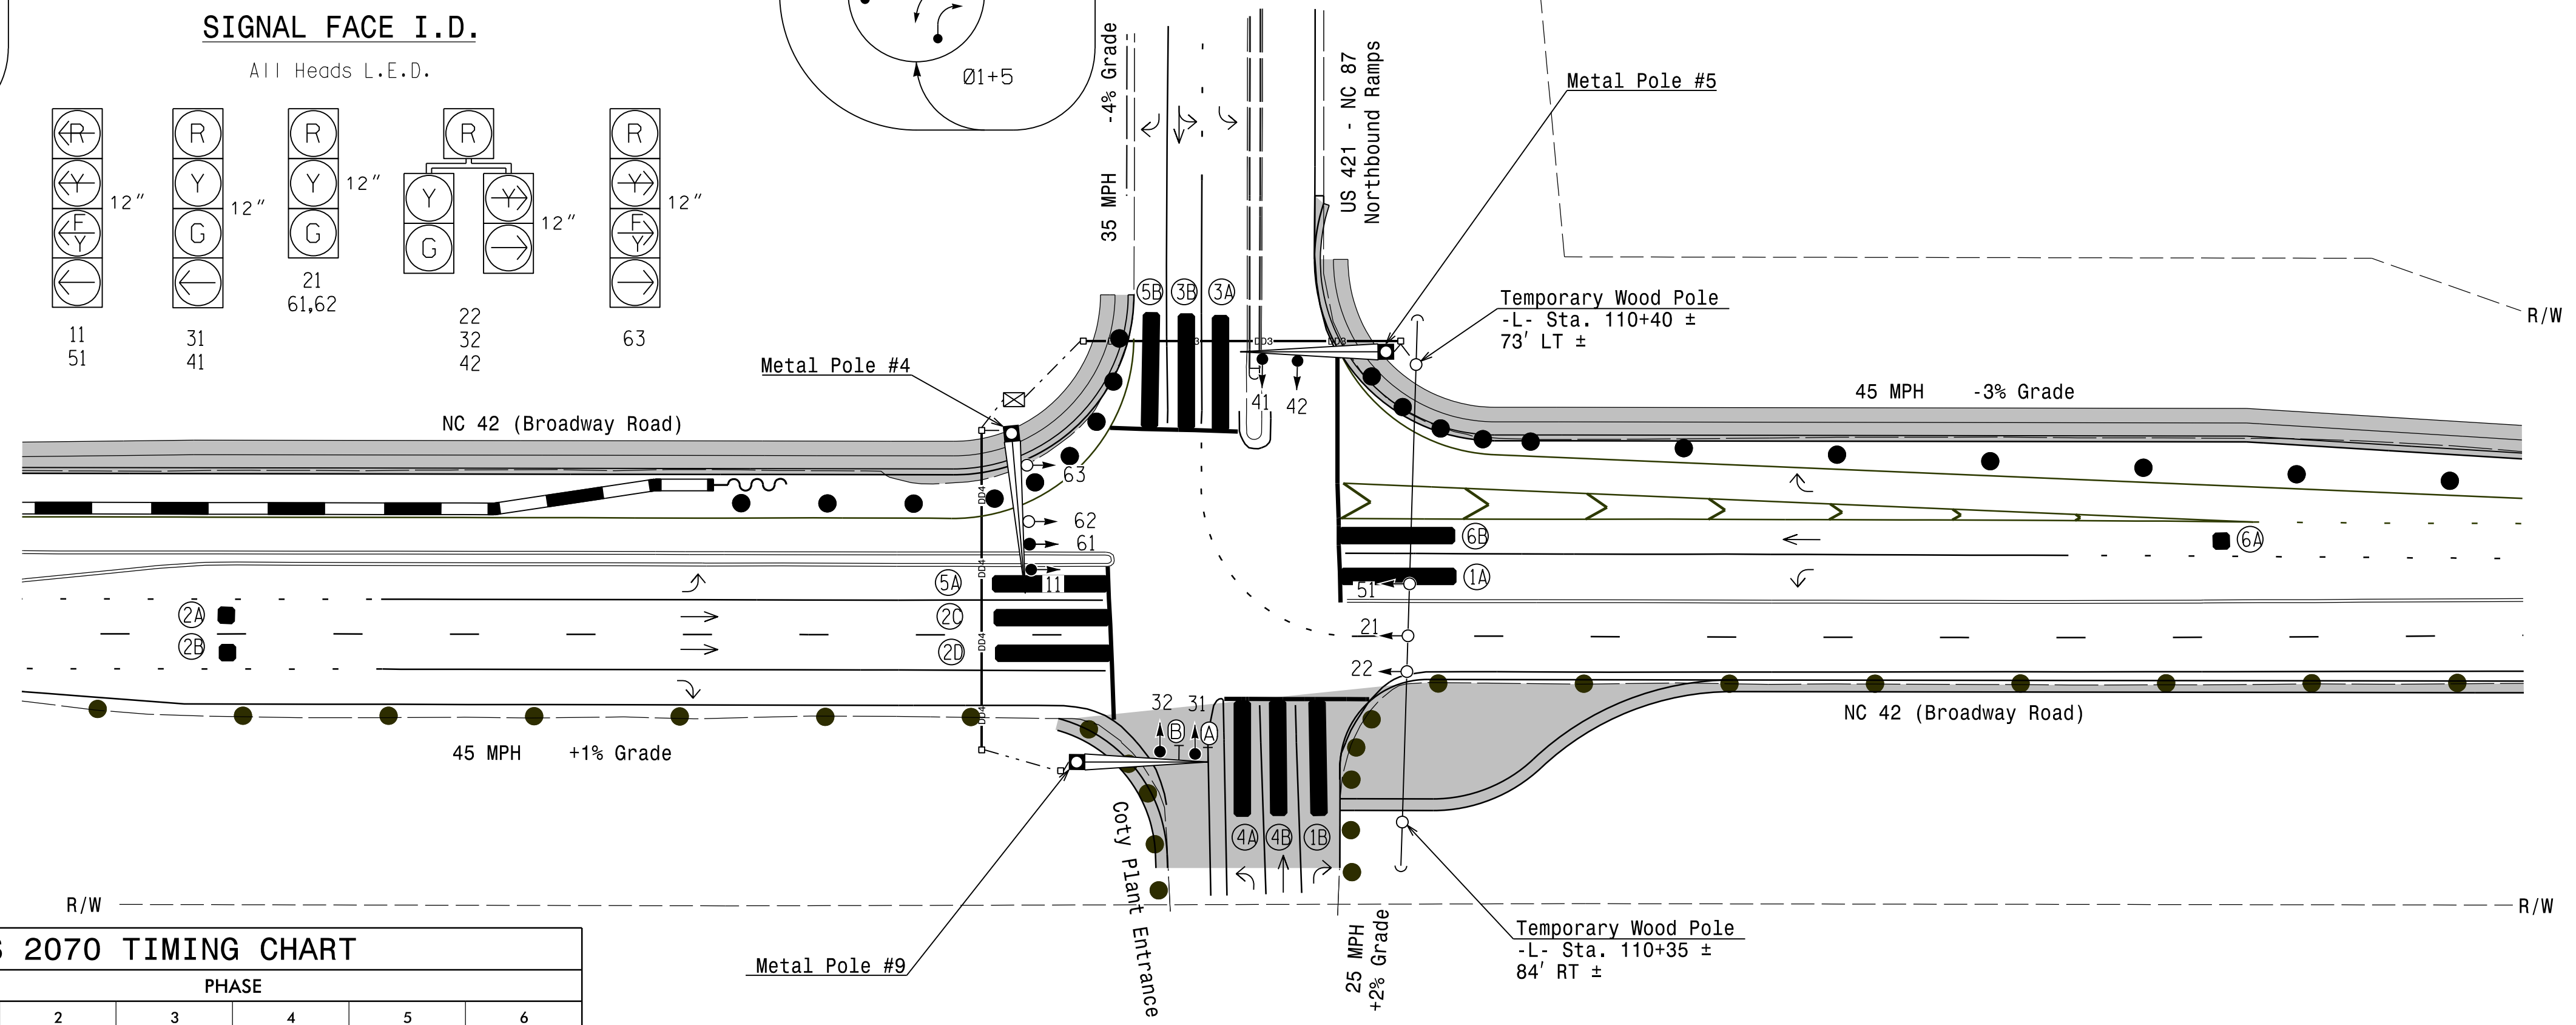 SIGNAL FACE I.D.
All Heads L.E.D.
R
Y
F
Y
12"
11
51
R
Y
G
12"
31
41
R
Y
G
12"
21
61,62
R
Y
Y
G
12"
22
32
42
R
Y
F
Y
12"
63
Ø1+5
-4% Grade
35 MPH
US 421 - NC 87
Northbound Ramps
Metal Pole #5
Temporary Wood Pole
-L- Sta. 110+40 ±
73' LT ±
R/W
5B
3B
3A
DD3
DD3
41
42
Metal Pole #4
45 MPH -3% Grade
NC 42 (Broadway Road)
63
62
61
11
DD4
DD4
DD4
DD4
6B
6A
1A
51
5A
2A
2C
2B
2D
21
22
32
31
B
A
45 MPH +1% Grade
NC 42 (Broadway Road)
4A
4B
1B
Coty Plant Entrance
25 MPH
+2% Grade
R/W
R/W
Metal Pole #9
Temporary Wood Pole
-L- Sta. 110+35 ±
84' RT ±
2070 TIMING CHART
PHASE
2 3 4 5 6